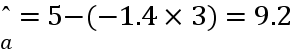 â = 5−(−1.4 × 3) = 9.2